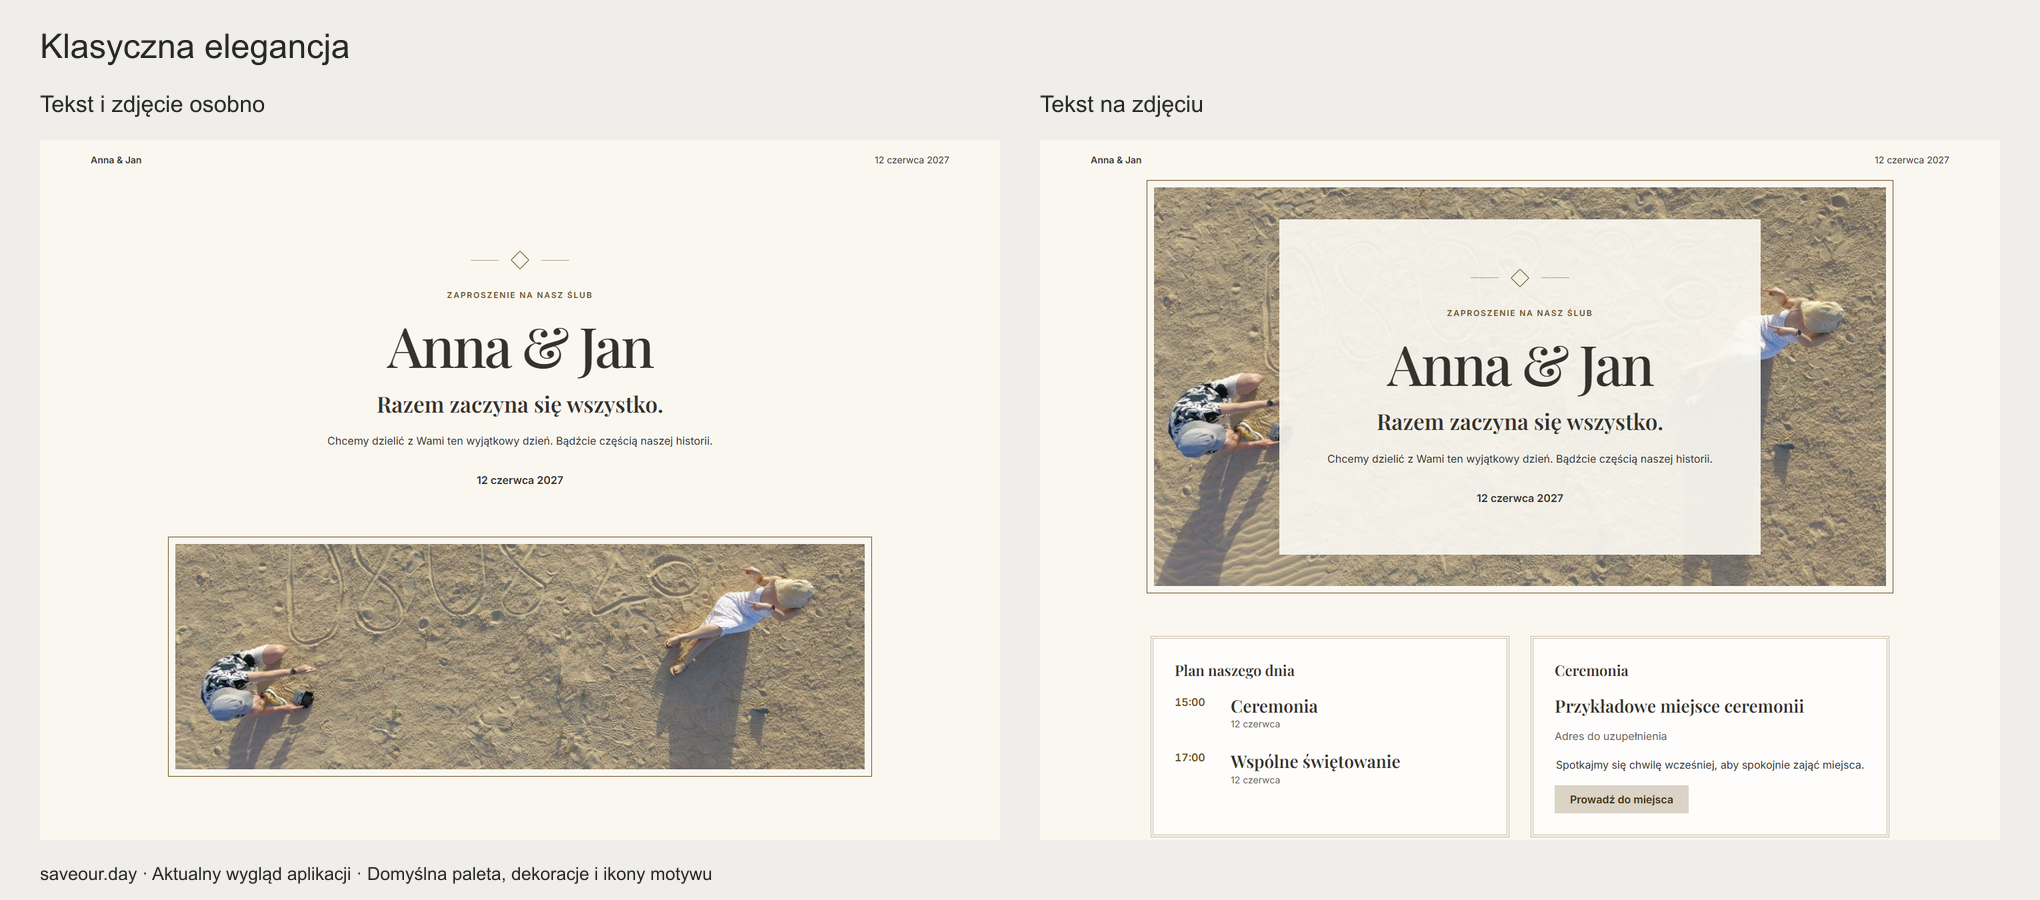 Klasyczna elegancja
Tekst i zdjęcie osobno
Anna & Jan
12 czerwca 2027
ZAPROSZENIE NA NASZ ŚLUB
Anna & Jan
Razem zaczyna się wszystko.
Chcemy dzielić z Wami ten wyjątkowy dzień. Bądźcie częścią naszej historii.
12 czerwca 2027
Tekst na zdjęciu
Anna & Jan
12 czerwca 2027
ZAPROSZENIE NA NASZ ŚLUB
Anna & Jan
Razem zaczyna się wszystko.
Chcemy dzielić z Wami ten wyjątkowy dzień. Bądźcie częścią naszej historii.
12 czerwca 2027
Plan naszego dnia
15:00
Ceremonia
12 czerwca
17:00
Wspólne świętowanie
12 czerwca
Ceremonia
Przykładowe miejsce ceremonii
Adres do uzupełnienia
Spotkajmy się chwilę wcześniej, aby spokojnie zająć miejsca.
Prowadź do miejsca
saveour.day · Aktualny wygląd aplikacji · Domyślna paleta, dekoracje i ikony motywu